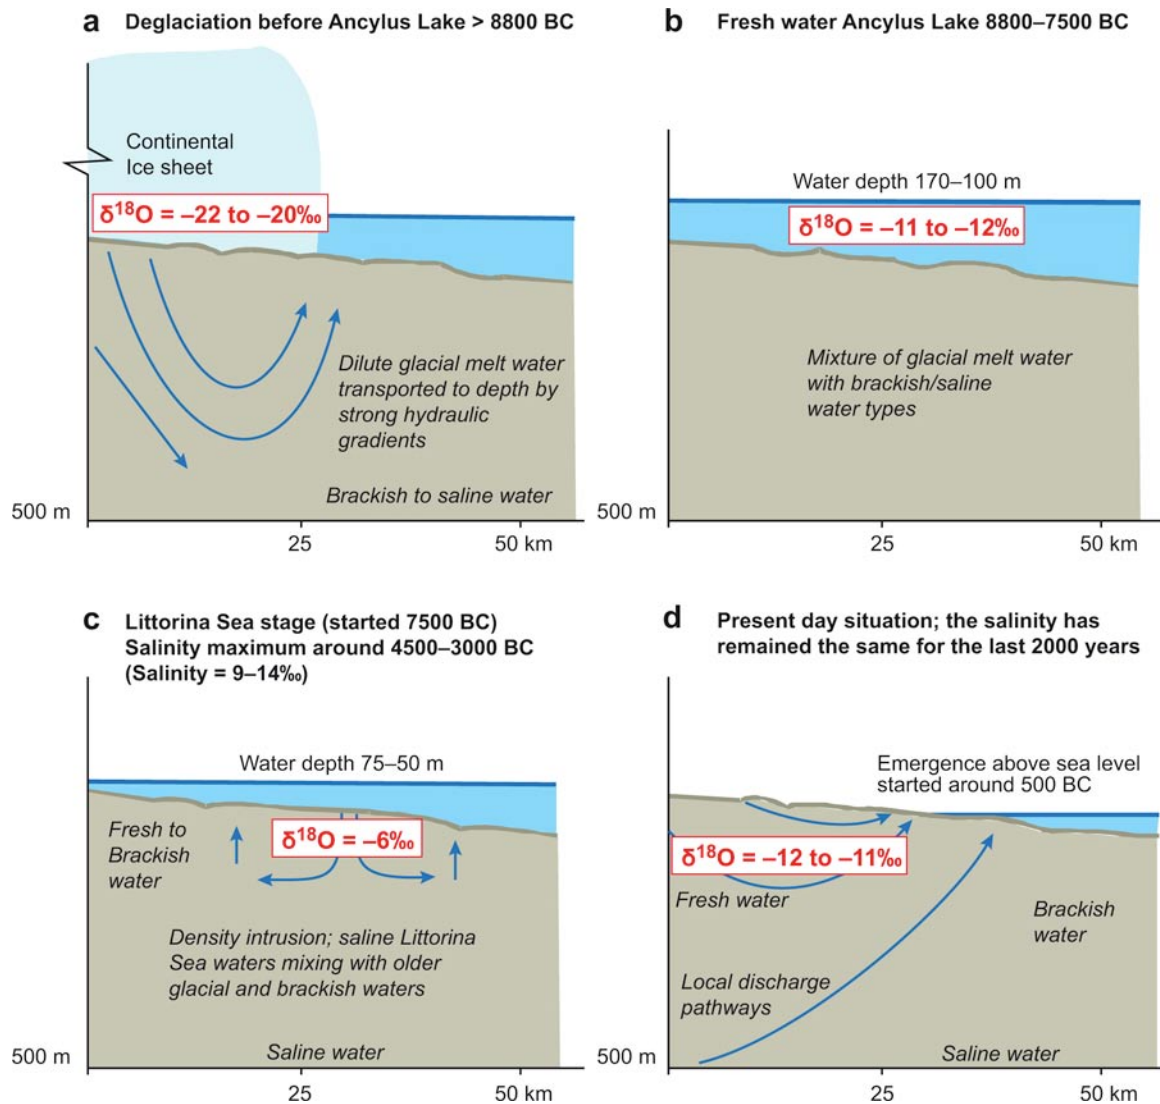 a Deglaciation before Ancylus Lake > 8800 BC
Continental
Ice sheet
δ18O = –22 to –20‰
Dilute glacial melt water
transported to depth by
strong hydraulic
gradients
Brackish to saline water
500 m
25
50 km
b Fresh water Ancylus Lake 8800–7500 BC
Water depth 170–100 m
δ18O = –11 to –12‰
Mixture of glacial melt water
with brackish/saline
water types
500 m
25
50 km
c Littorina Sea stage (started 7500 BC)
Salinity maximum around 4500–3000 BC
(Salinity = 9–14‰)
Water depth 75–50 m
Fresh to
Brackish
water
δ18O = –6‰
Density intrusion; saline Littorina
Sea waters mixing with older
glacial and brackish waters
Saline water
500 m
25
50 km
d Present day situation; the salinity has
remained the same for the last 2000 years
Emergence above sea level
started around 500 BC
δ18O = –12 to –11‰
Fresh water
Brackish
water
Local discharge
pathways
Saline water
500 m
25
50 km